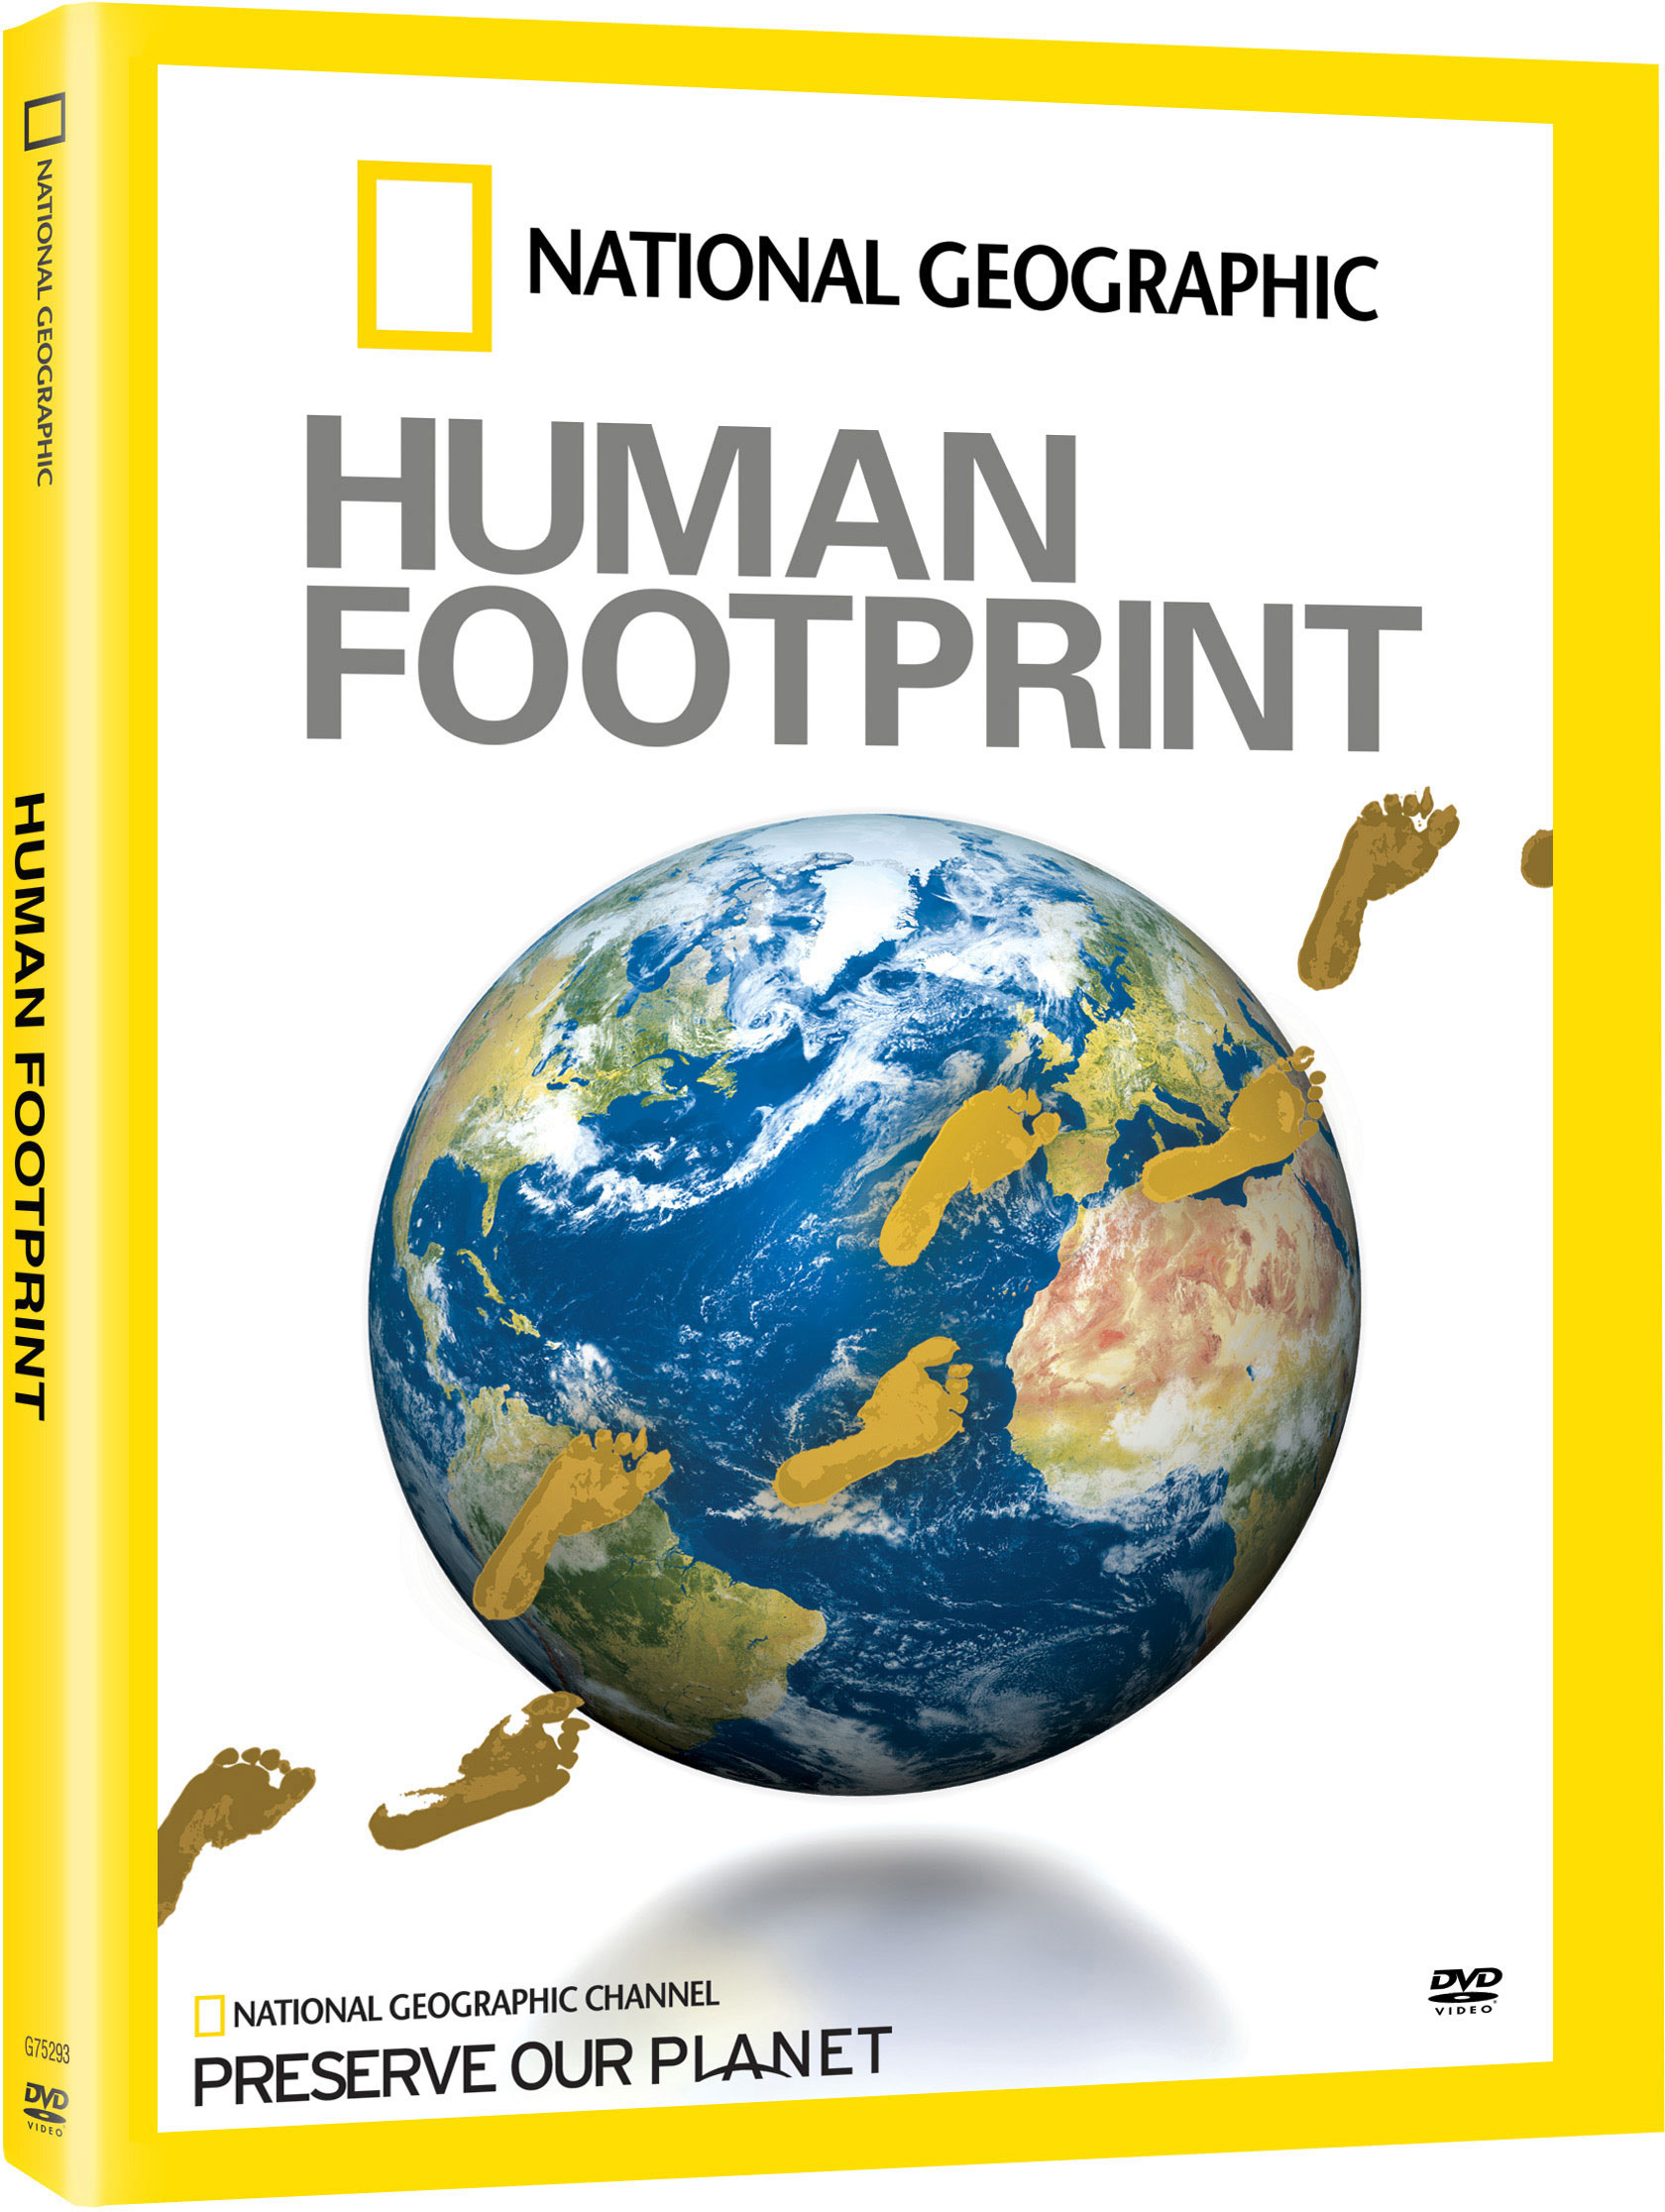 NATIONAL GEOGRAPHIC
HUMAN FOOTPRINT
G75293
DVD
VIDEO
NATIONAL GEOGRAPHIC
HUMAN
FOOTPRINT
NATIONAL GEOGRAPHIC CHANNEL
PRESERVE OUR PLANET
DVD
VIDEO